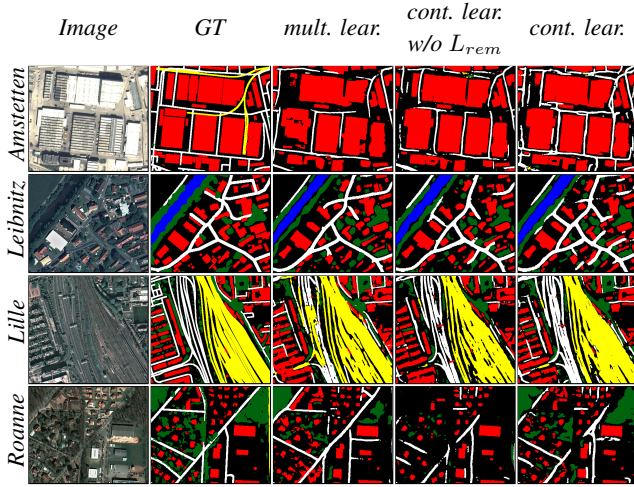 Image GT mult. lear. cont. lear. w/o L_rem cont. lear.
Amstetten
Leibnitz
Lille
Roanne